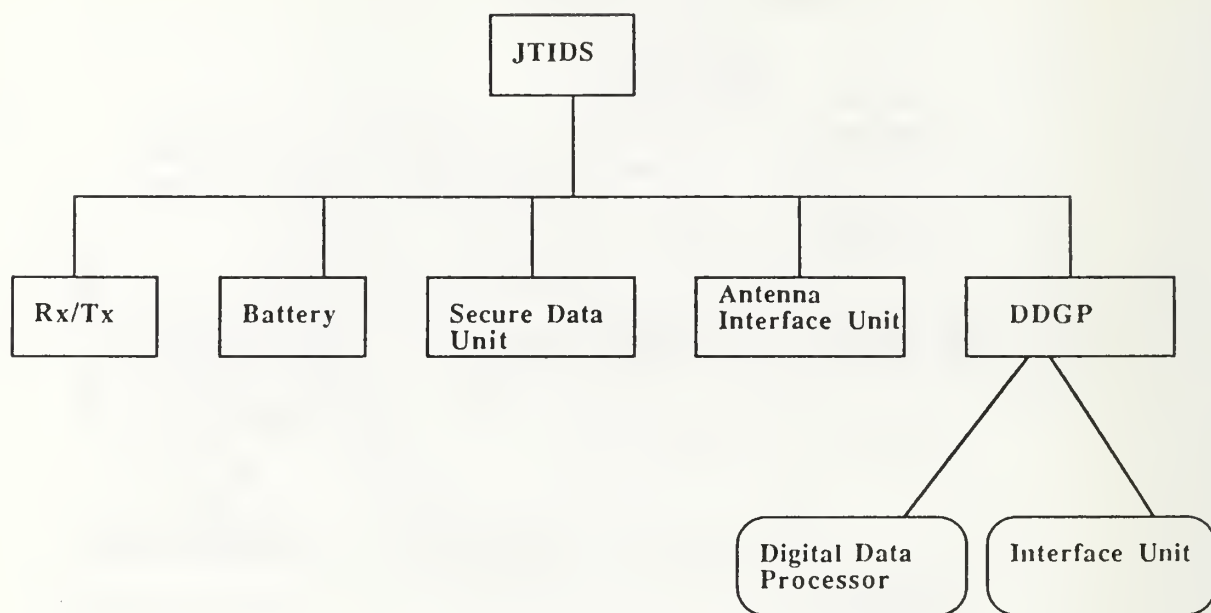 JTIDS
Rx/Tx
Battery
Secure Data
Unit
Antenna
Interface Unit
DDGP
Digital Data
Processor
Interface Unit